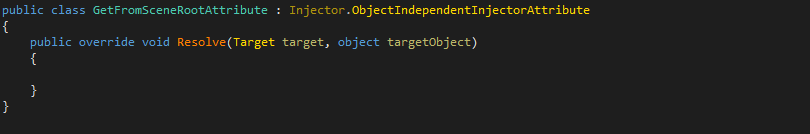 public class GetFromSceneRootAttribute : Injector.ObjectIndependentInjectorAttribute
{
    public override void Resolve(Target target, object targetObject)
    {
    }
}